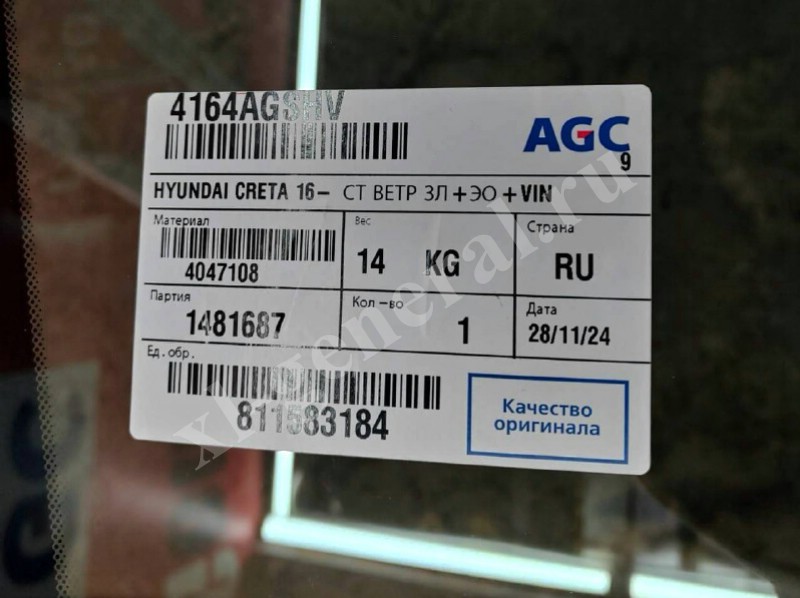 4164AGSHV
AGC
9
HYUNDAI CRETA 16- СТ ВЕТР ЗЛ+ЭО+VIN
Материал
4047108
Вес
14 KG
Страна
RU
Партия
1481687
Кол-во
1
Дата
28/11/24
Ед. обр.
811583184
Качество
оригинала